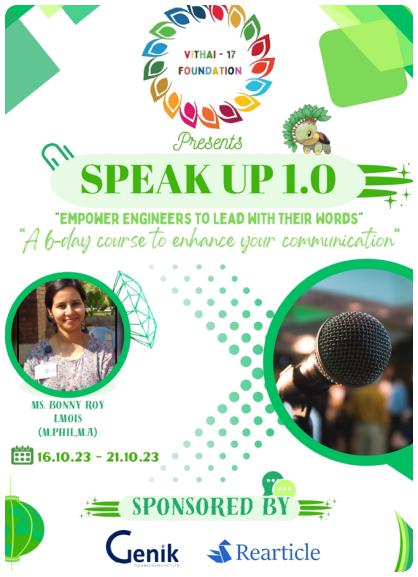 VITHAI - 17
FOUNDATION
Presents
SPEAK UP 1.0
"EMPOWER ENGINEERS TO LEAD WITH THEIR WORDS"
"A 6-day course to enhance your communication"
MS. BONNY ROY
LMOIS
(M.PHIL,M.A)
16.10.23 - 21.10.23
SPONSORED BY
Genik
Rearticle